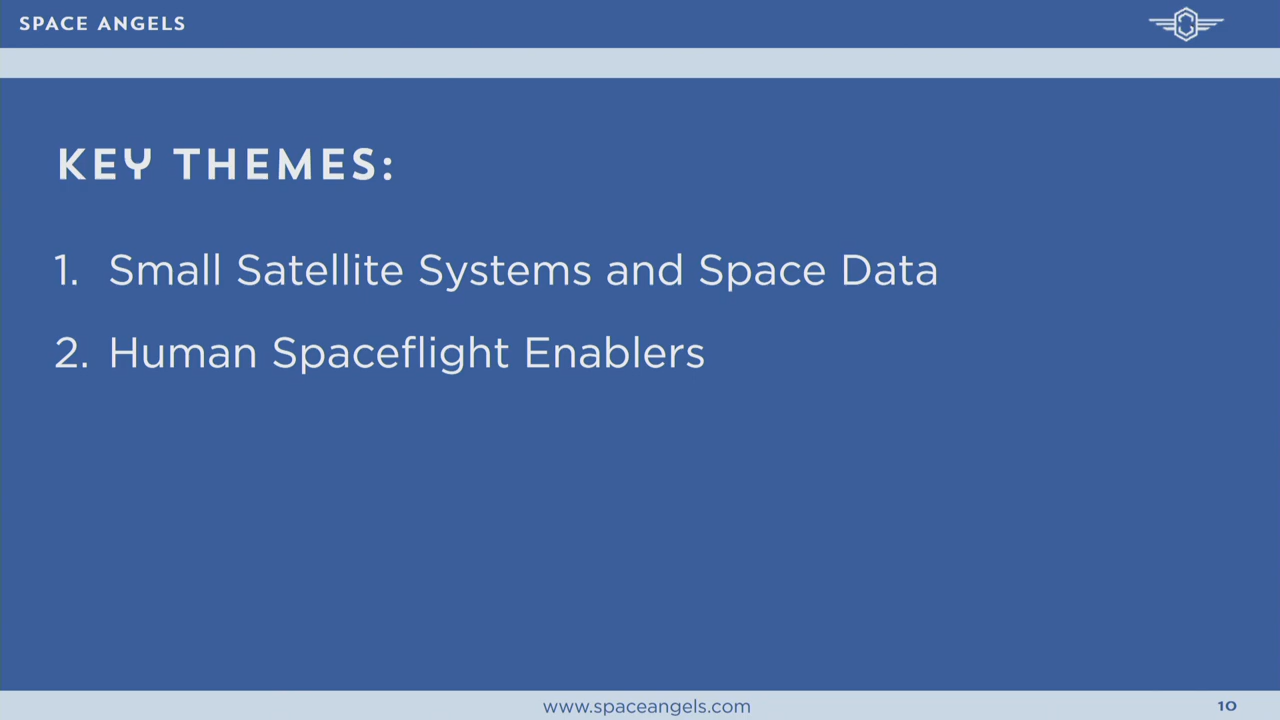 SPACE ANGELS
KEY THEMES:
1. Small Satellite Systems and Space Data
2. Human Spaceflight Enablers
www.spaceangels.com
10